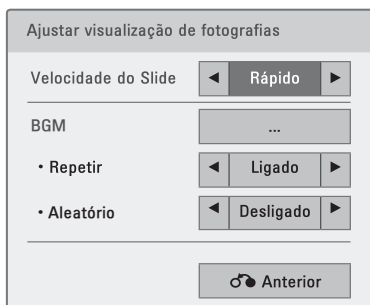 Ajustar visualização de fotografias
Velocidade do Slide ◄ Rápido ►
BGM ...
• Repetir ◄ Ligado ►
• Aleatório ◄ Desligado ►
Anterior